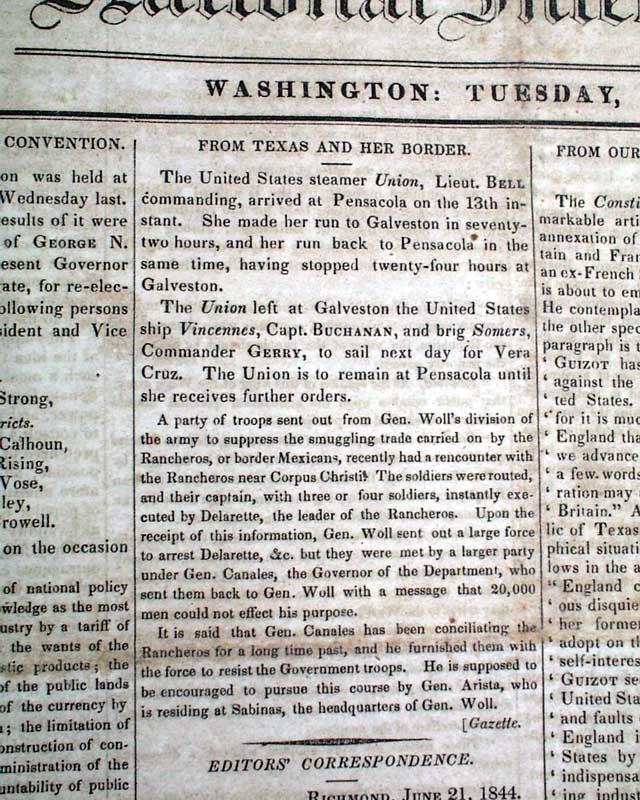 National Inte
WASHINGTON: TUESDAY,
CONVENTION.
on was held at
Wednesday last.
esults of it were
of GEORGE N.
esent Governor
ate, for re-elec-
ollowing persons
sident and Vice
Strong,
ricts.
Calhoun,
Rising,
Vose,
ley,
rowell.
on the occasion
of national policy
owledge as the most
ustry by a tariff of
the wants of the
stic products; the
of the public lands
of the currency by
; the limitation of
onstruction of con-
ministration of the
untability of public
FROM TEXAS AND HER BORDER.
The United States steamer Union, Lieut. BELL
commanding, arrived at Pensacola on the 13th in-
stant. She made her run to Galveston in seventy-
two hours, and her run back to Pensacola in the
same time, having stopped twenty-four hours at
Galveston.
The Union left at Galveston the United States
ship Vincennes, Capt. BUCHANAN, and brig Somers,
Commander GERRY, to sail next day for Vera
Cruz. The Union is to remain at Pensacola until
she receives further orders.
A party of troops sent out from Gen. Woll's division of
the army to suppress the smuggling trade carried on by the
Rancheros, or border Mexicans, recently had a rencounter with
the Rancheros near Corpus Christi. The soldiers were routed,
and their captain, with three or four soldiers, instantly exe-
cuted by Delarette, the leader of the Rancheros. Upon the
receipt of this information, Gen. Woll sent out a large force
to arrest Delarette, &c. but they were met by a larger party
under Gen. Canales, the Governor of the Department, who
sent them back to Gen. Woll with a message that 20,000
men could not effect his purpose.
It is said that Gen. Canales has been conciliating the
Rancheros for a long time past, and he furnished them with
the force to resist the Government troops. He is supposed to
be encouraged to pursue this course by Gen. Arista, who
is residing at Sabinas, the headquarters of Gen. Woll.
[Gazette.
EDITORS' CORRESPONDENCE.
RICHMOND, JUNE 21, 1844.
FROM OUR
The Consti
markable arti
annexation of
tain and Fran
an ex-French
is about to em
He contempla
the other spec
paragraph is t
‘ GUIZOT has
‘ against the
‘ ted States.
‘ for it is muc
‘ England tha
‘ we advance
‘ a few words
‘ ration may
‘ Britain." A
lic of Texas
phical situati
lows in the a
" England c
‘ ous disquie
‘ her former
‘ adopt on th
‘ self-interes
‘ GUIZOT se
‘ United Sta
‘ and faults o
‘ England i
‘ States by
‘ indispensa
‘ ing indust